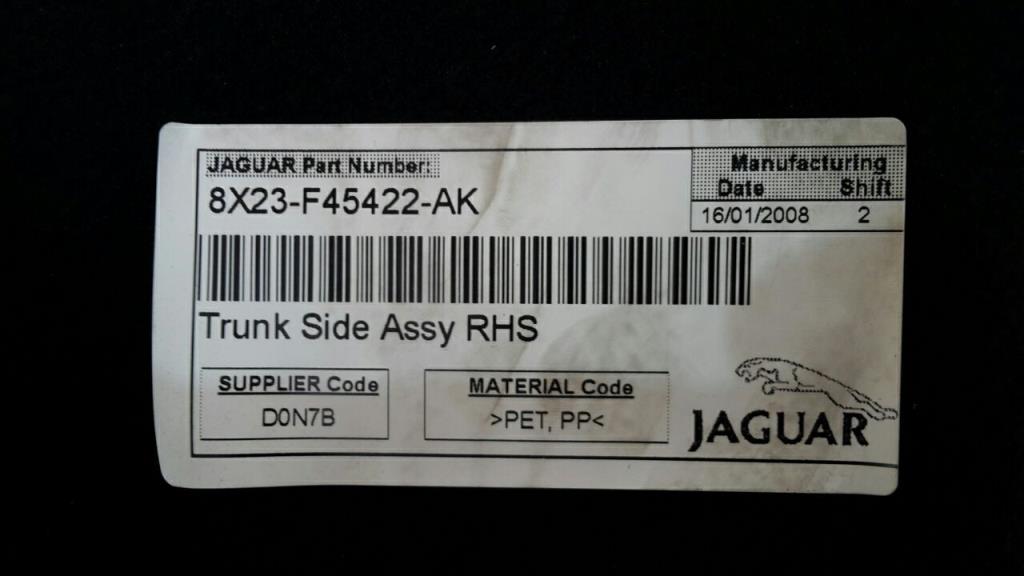 JAGUAR Part Number:
8X23-F45422-AK
Manufacturing
Date Shift
16/01/2008 2
Trunk Side Assy RHS
SUPPLIER Code
D0N7B
MATERIAL Code
>PET, PP<
JAGUAR